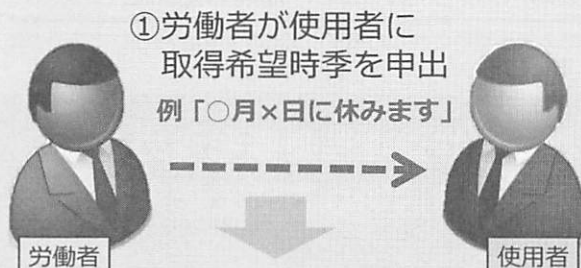 ①労働者が使用者に
取得希望時季を申出
例「○月×日に休みます」
労働者
使用者